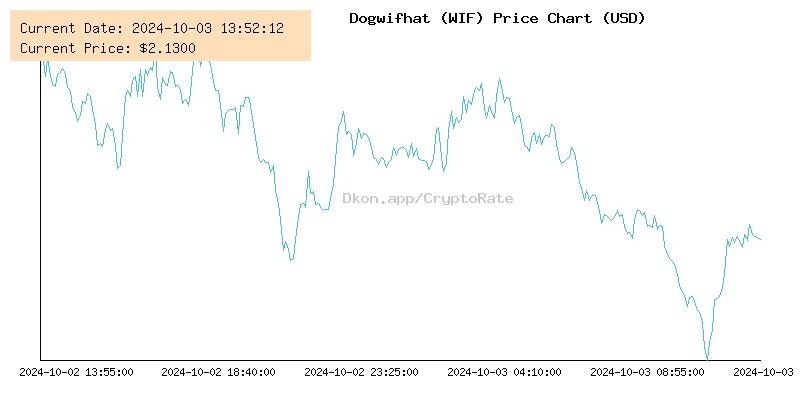 Dogwifhat (WIF) Price Chart (USD)
Current Date: 2024-10-03 13:52:12
Current Price: $2.1300
Dkon.app/CryptoRate
2024-10-02 13:55:00 2024-10-02 18:40:00 2024-10-02 23:25:00 2024-10-03 04:10:00 2024-10-03 08:55:00 2024-10-03